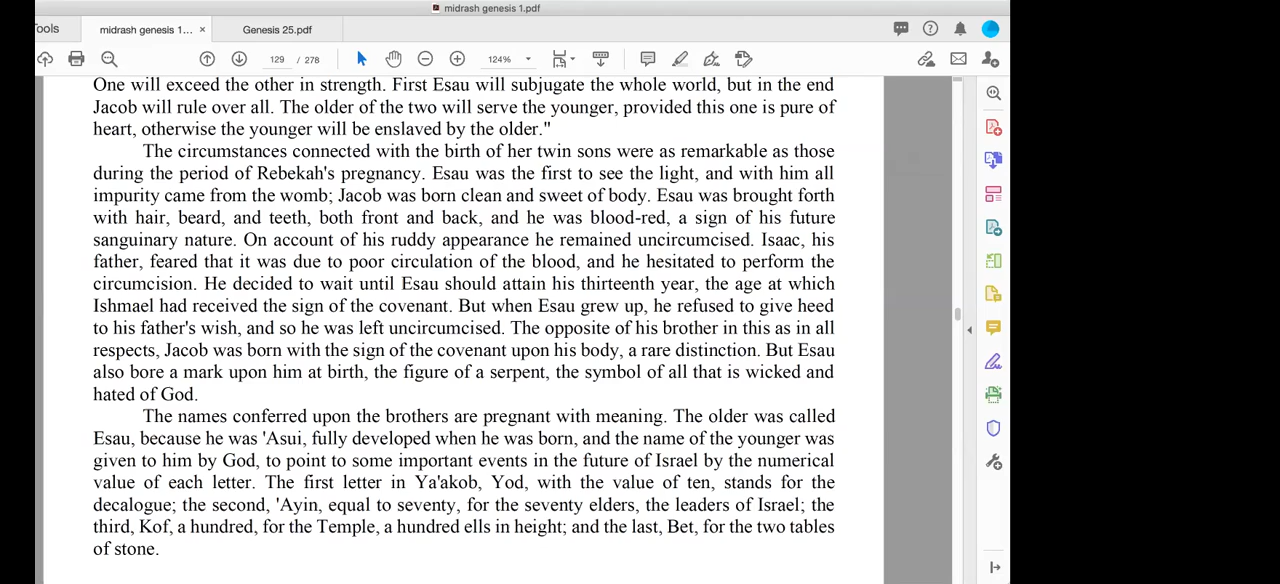 midrash genesis 1.pdf
Tools
midrash genesis 1... ×
Genesis 25.pdf
129 / 278
124%
One will exceed the other in strength. First Esau will subjugate the whole world, but in the end
Jacob will rule over all. The older of the two will serve the younger, provided this one is pure of
heart, otherwise the younger will be enslaved by the older."
The circumstances connected with the birth of her twin sons were as remarkable as those
during the period of Rebekah's pregnancy. Esau was the first to see the light, and with him all
impurity came from the womb; Jacob was born clean and sweet of body. Esau was brought forth
with hair, beard, and teeth, both front and back, and he was blood-red, a sign of his future
sanguinary nature. On account of his ruddy appearance he remained uncircumcised. Isaac, his
father, feared that it was due to poor circulation of the blood, and he hesitated to perform the
circumcision. He decided to wait until Esau should attain his thirteenth year, the age at which
Ishmael had received the sign of the covenant. But when Esau grew up, he refused to give heed
to his father's wish, and so he was left uncircumcised. The opposite of his brother in this as in all
respects, Jacob was born with the sign of the covenant upon his body, a rare distinction. But Esau
also bore a mark upon him at birth, the figure of a serpent, the symbol of all that is wicked and
hated of God.
The names conferred upon the brothers are pregnant with meaning. The older was called
Esau, because he was 'Asui, fully developed when he was born, and the name of the younger was
given to him by God, to point to some important events in the future of Israel by the numerical
value of each letter. The first letter in Ya'akob, Yod, with the value of ten, stands for the
decalogue; the second, 'Ayin, equal to seventy, for the seventy elders, the leaders of Israel; the
third, Kof, a hundred, for the Temple, a hundred ells in height; and the last, Bet, for the two tables
of stone.